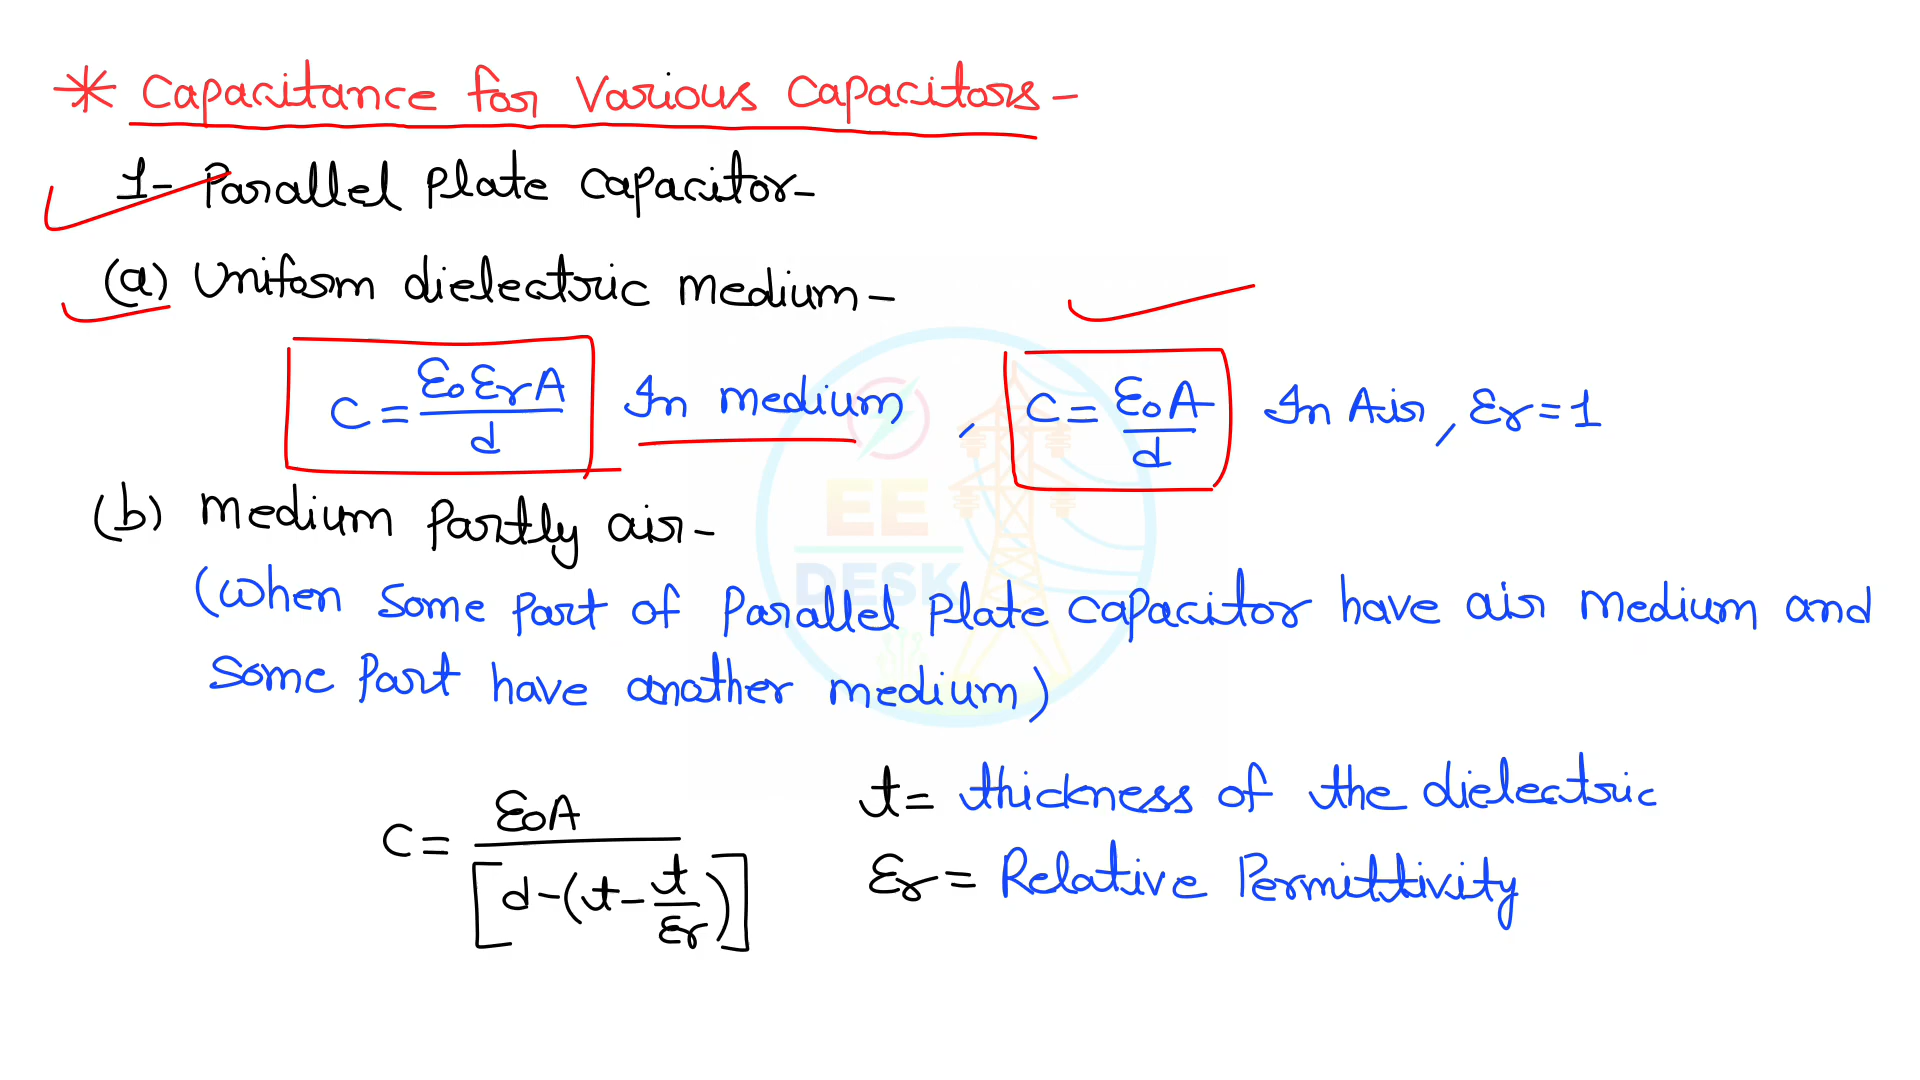 * Capacitance for Various Capacitors-
1- Parallel Plate Capacitor-
(a) Uniform dielectric medium-
C = ε₀εᵣA/d In medium, C = ε₀A/d In Air, εᵣ=1
(b) Medium Partly air-
(When Some Part of Parallel Plate Capacitor have air medium and
Some Part have another medium)
EE
DESK
t = thickness of the dielectric
C = ε₀A/[d-(t-t/εᵣ)]
εᵣ = Relative Permittivity